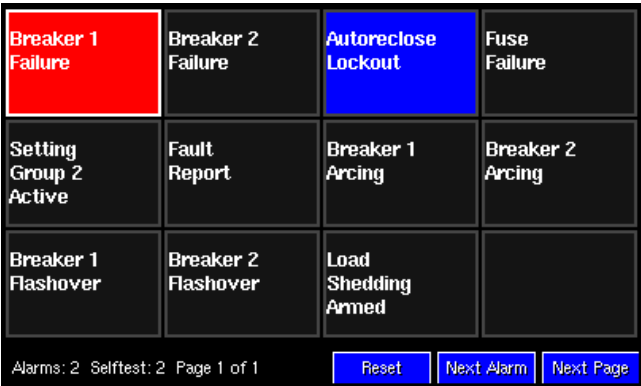 Breaker 1
Failure
Breaker 2
Failure
Autoreclose
Lockout
Fuse
Failure
Setting
Group 2
Active
Fault
Report
Breaker 1
Arcing
Breaker 2
Arcing
Breaker 1
Flashover
Breaker 2
Flashover
Load
Shedding
Armed
Alarms: 2 Selftest: 2 Page 1 of 1
Reset
Next Alarm
Next Page